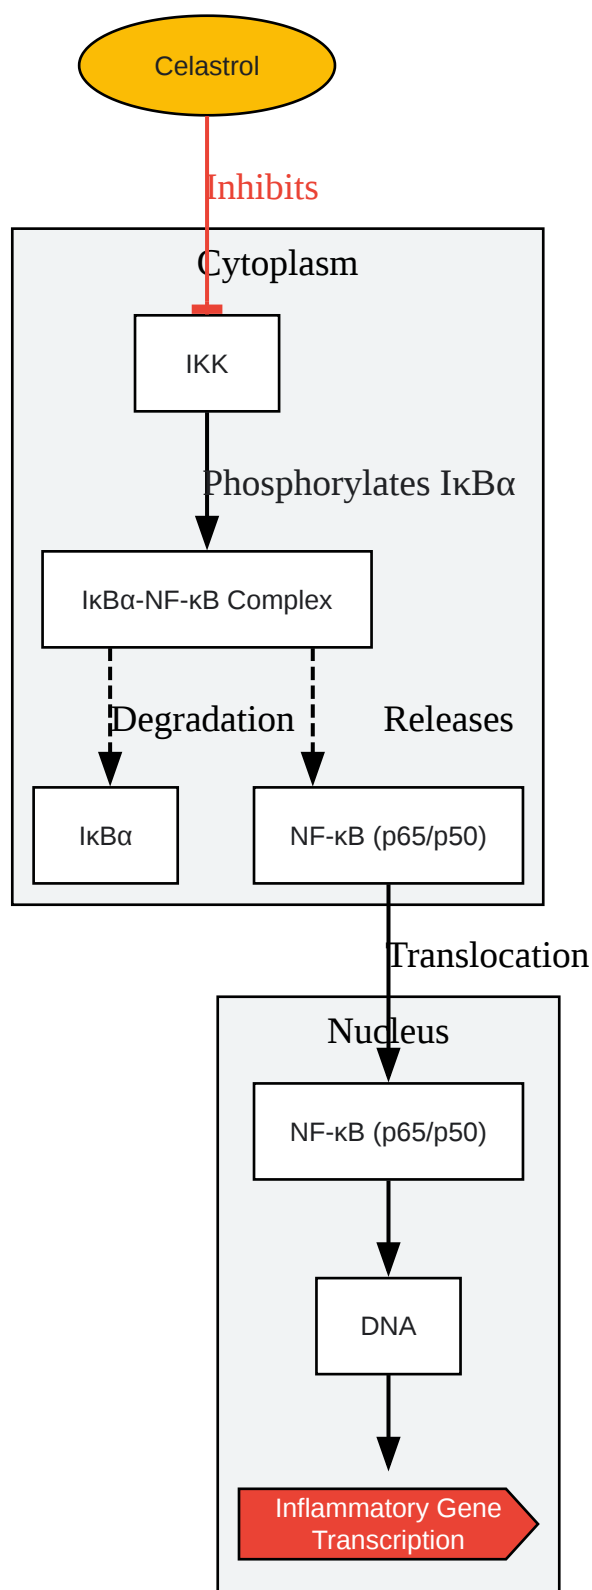 Celastrol
Inhibits
Cytoplasm
IKK
Phosphorylates IκBα
IκBα-NF-κB Complex
Degradation
Releases
IκBα
NF-κB (p65/p50)
Translocation
Nucleus
NF-κB (p65/p50)
DNA
Inflammatory Gene
Transcription